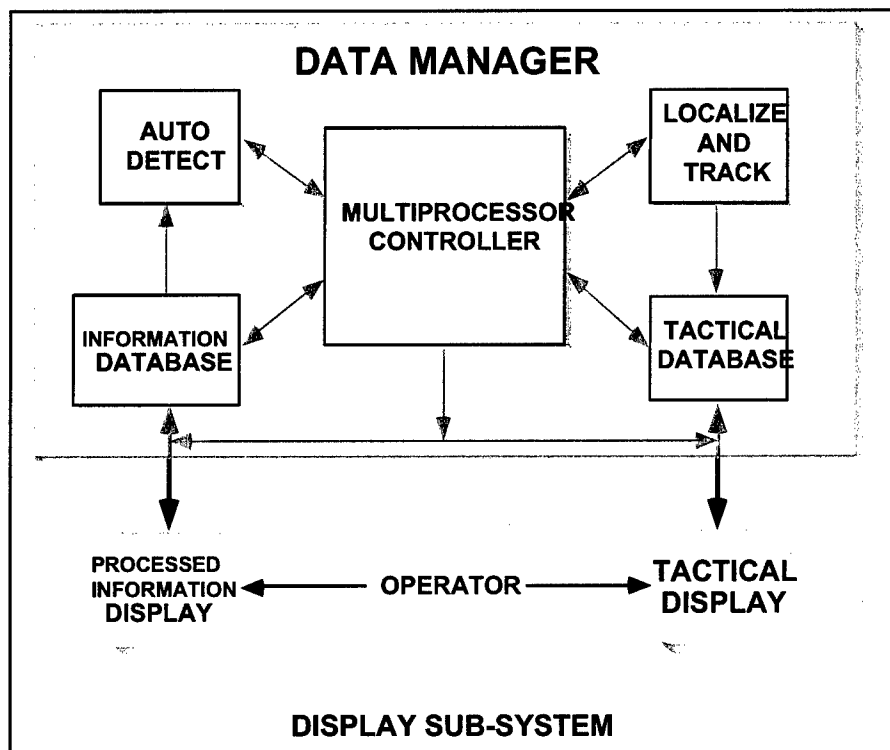 DATA MANAGER
AUTO
DETECT
LOCALIZE
AND
TRACK
MULTIPROCESSOR
CONTROLLER
INFORMATION
DATABASE
TACTICAL
DATABASE
PROCESSED
INFORMATION
DISPLAY
OPERATOR
TACTICAL
DISPLAY
DISPLAY SUB-SYSTEM